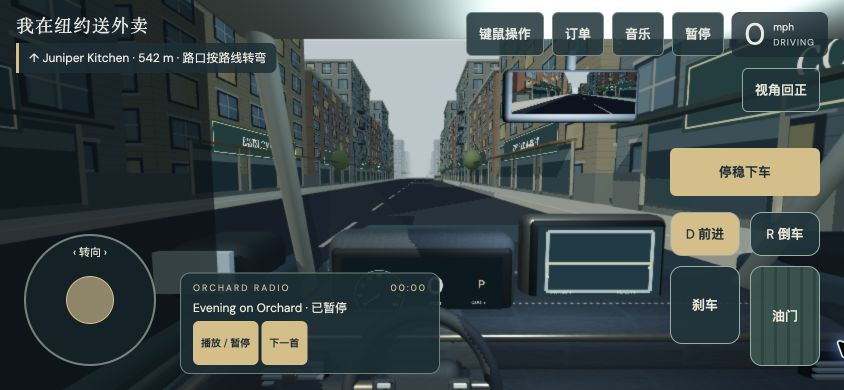 我在纽约送外卖
↑ Juniper Kitchen · 542 m · 路口按路线转弯
键鼠操作
订单
音乐
暂停
0 mph
DRIVING
视角回正
停稳下车
D 前进
R 倒车
‹ 转向 ›
刹车
油门
P
ORCHARD RADIO 00:00
Evening on Orchard · 已暂停
播放 / 暂停
下一首